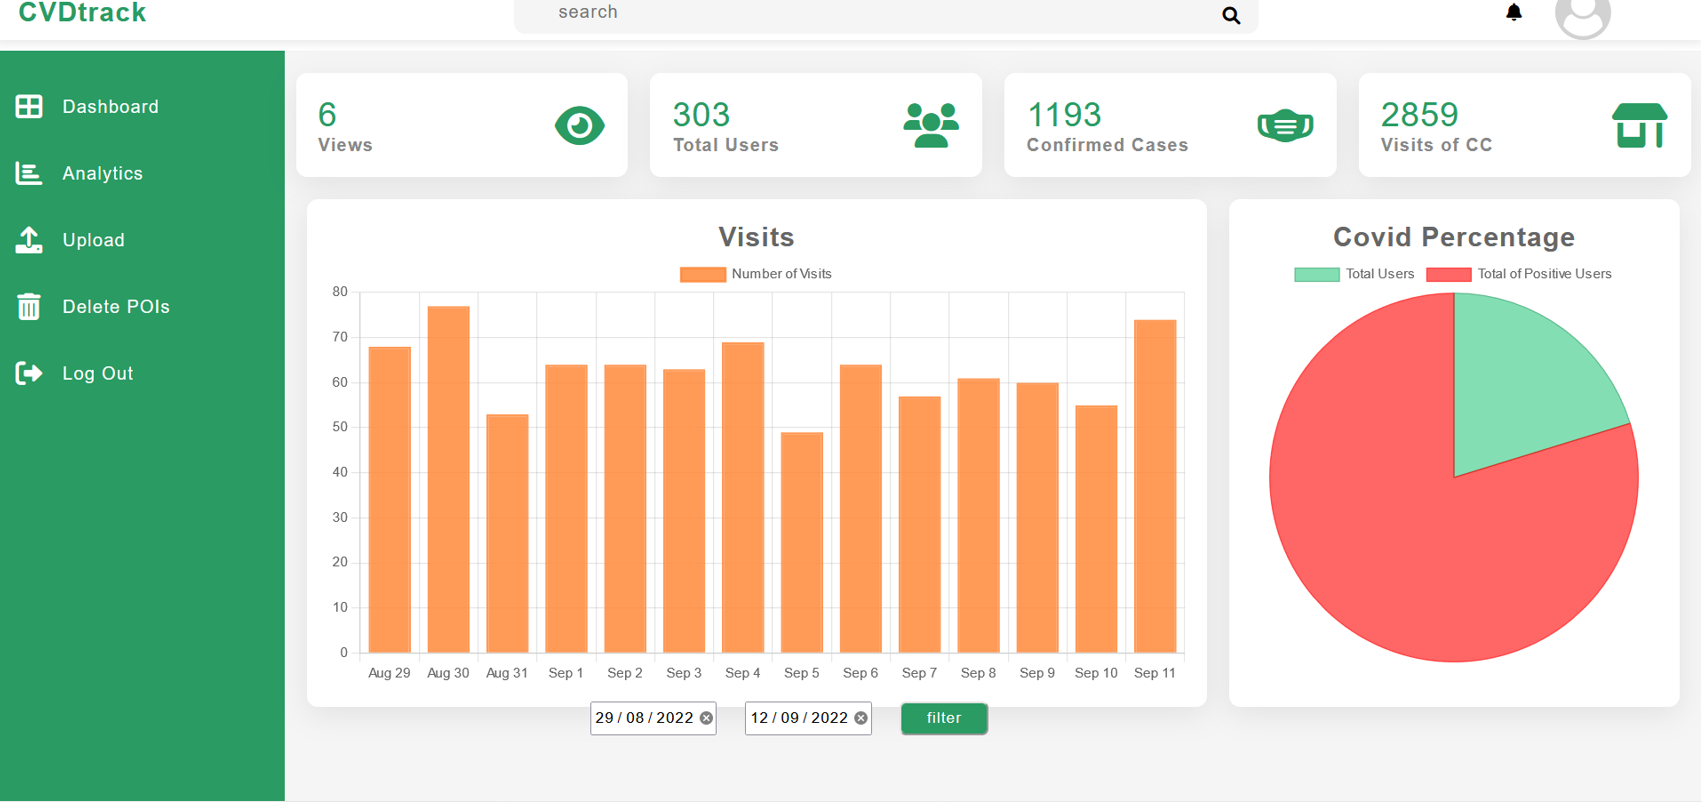 CVDtrack
search
Dashboard
Analytics
Upload
Delete POIs
Log Out
6
Views
303
Total Users
1193
Confirmed Cases
2859
Visits of CC
Visits
Number of Visits
80
70
60
50
40
30
20
10
0
Aug 29 Aug 30 Aug 31 Sep 1 Sep 2 Sep 3 Sep 4 Sep 5 Sep 6 Sep 7 Sep 8 Sep 9 Sep 10 Sep 11
29 / 08 / 2022 12 / 09 / 2022 filter
Covid Percentage
Total Users Total of Positive Users